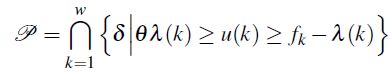 𝒫 = ⋂_{k=1}^{w} {δ | θλ(k) ≥ u(k) ≥ f_k − λ(k)}